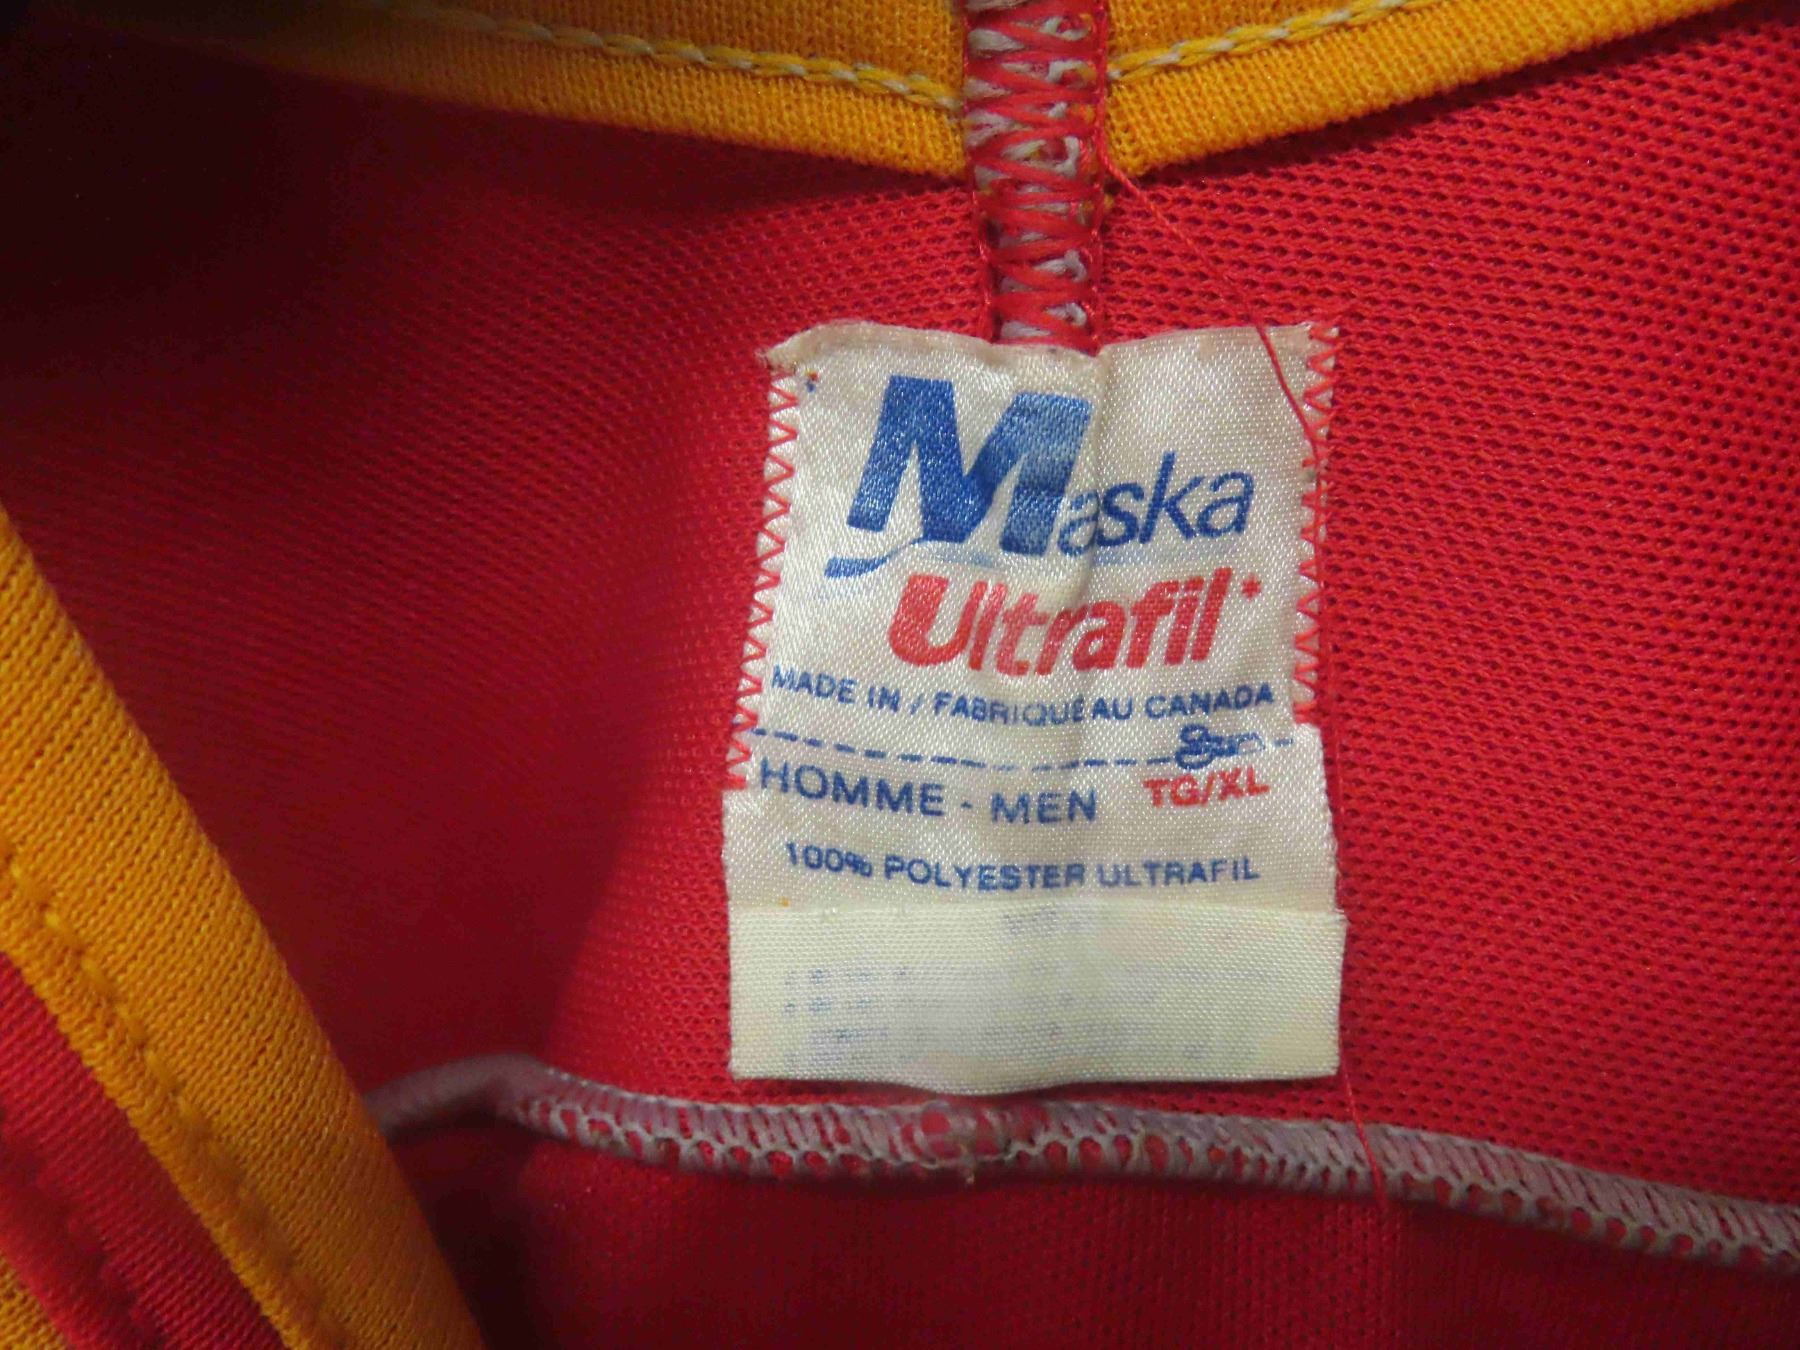 Maska
Ultrafil*
MADE IN / FABRIQUÉ AU CANADA
HOMME - MEN TG/XL
100% POLYESTER ULTRAFIL